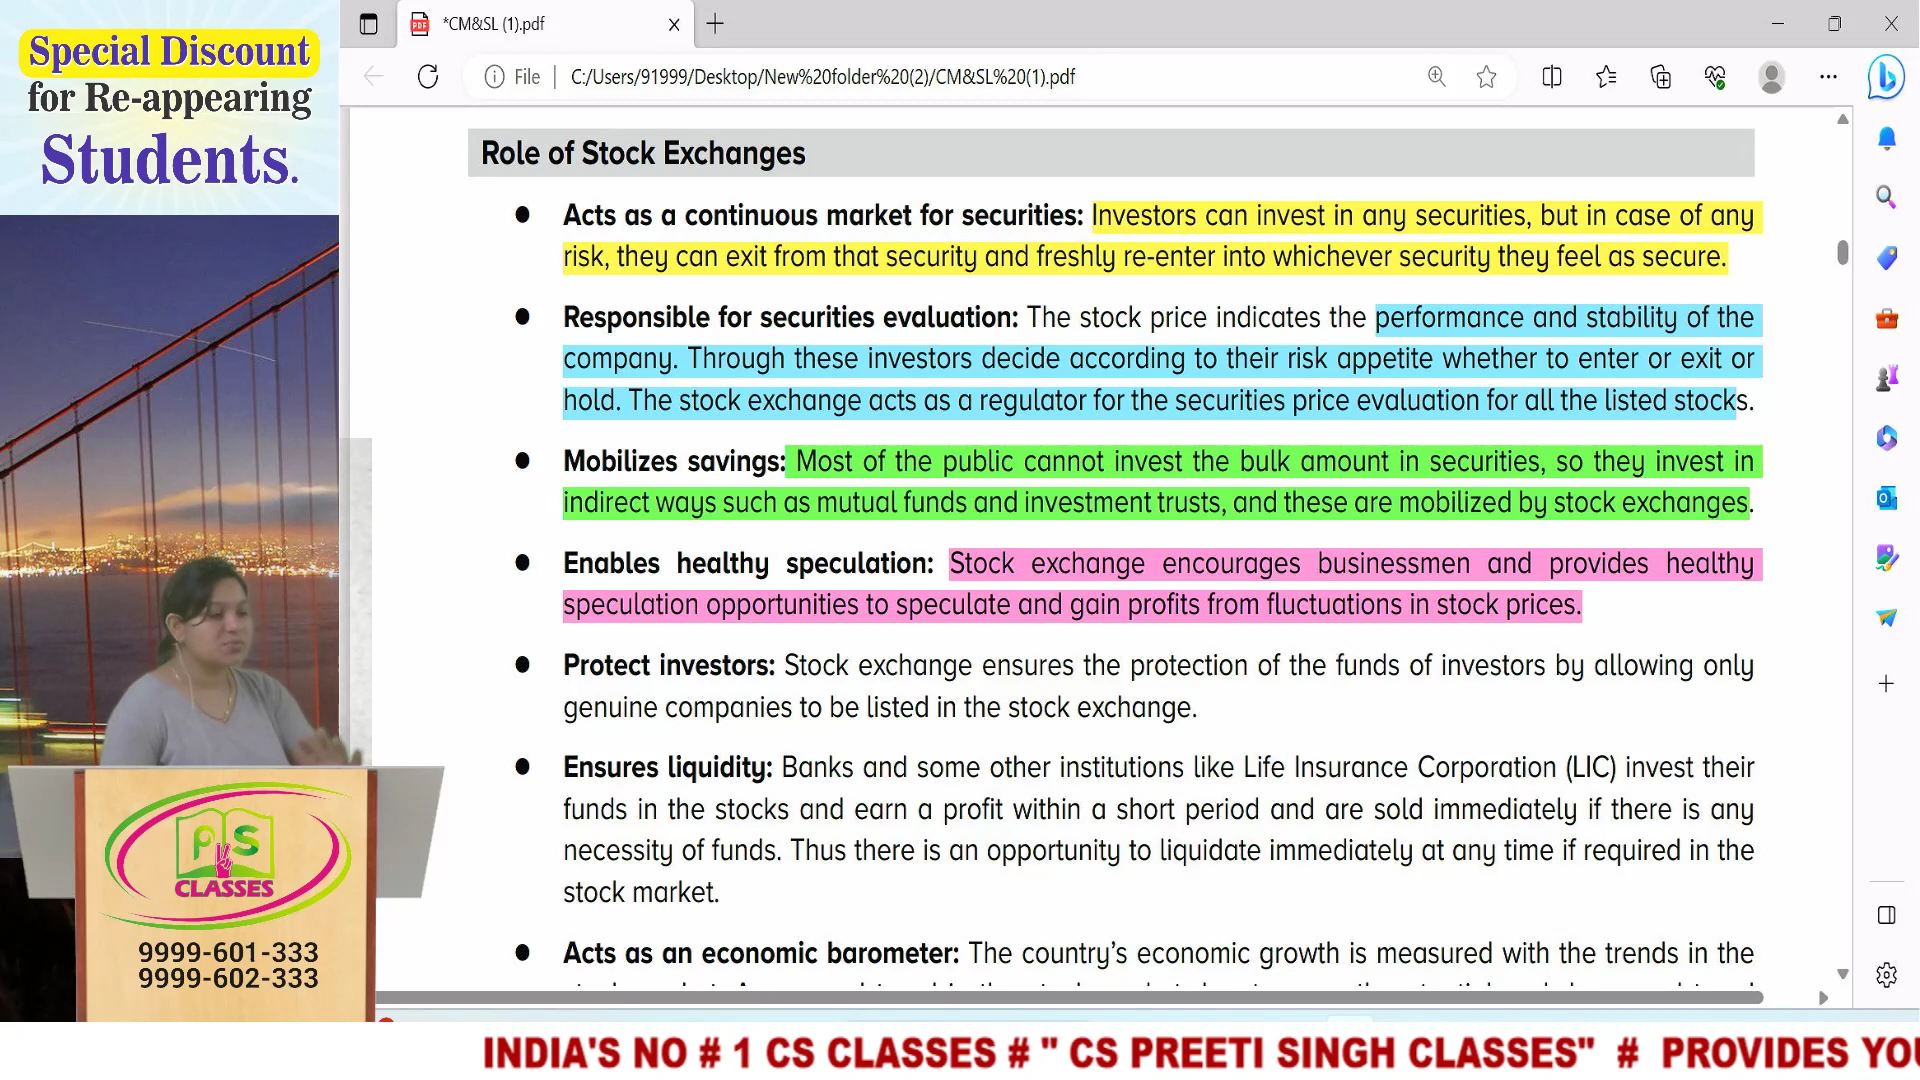 Special Discount
for Re-appearing
Students.
*CM&SL (1).pdf
File
C:/Users/91999/Desktop/New%20folder%20(2)/CM&SL%20(1).pdf
Role of Stock Exchanges
● Acts as a continuous market for securities: Investors can invest in any securities, but in case of any
risk, they can exit from that security and freshly re-enter into whichever security they feel as secure.
● Responsible for securities evaluation: The stock price indicates the performance and stability of the
company. Through these investors decide according to their risk appetite whether to enter or exit or
hold. The stock exchange acts as a regulator for the securities price evaluation for all the listed stocks.
● Mobilizes savings: Most of the public cannot invest the bulk amount in securities, so they invest in
indirect ways such as mutual funds and investment trusts, and these are mobilized by stock exchanges.
● Enables healthy speculation: Stock exchange encourages businessmen and provides healthy
speculation opportunities to speculate and gain profits from fluctuations in stock prices.
● Protect investors: Stock exchange ensures the protection of the funds of investors by allowing only
genuine companies to be listed in the stock exchange.
● Ensures liquidity: Banks and some other institutions like Life Insurance Corporation (LIC) invest their
funds in the stocks and earn a profit within a short period and are sold immediately if there is any
necessity of funds. Thus there is an opportunity to liquidate immediately at any time if required in the
stock market.
● Acts as an economic barometer: The country's economic growth is measured with the trends in the
PS
CLASSES
9999-601-333
9999-602-333
INDIA'S NO # 1 CS CLASSES # " CS PREETI SINGH CLASSES" # PROVIDES YOU